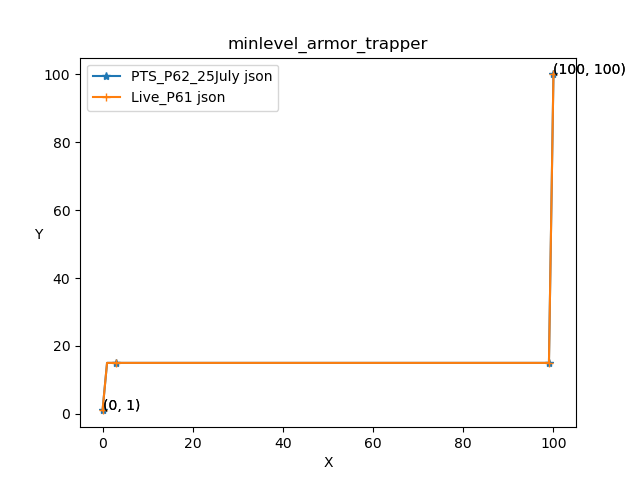 minlevel_armor_trapper
PTS_P62_25July json
Live_P61 json
(100, 100)
100
80
60
40
20
0
Y
(0, 1)
0 20 40 60 80 100
X